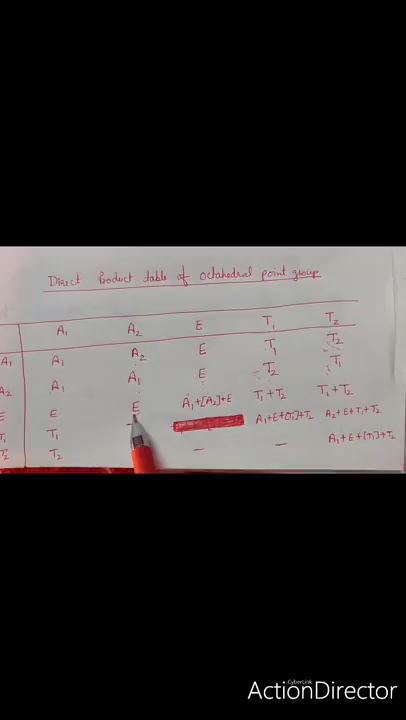 Direct Product table of octahedral point group
A₁ A₂ E T₁ T₂
A₁ A₁ A₂ E T₁ T₂
A₂ A₁ A₁ E T₂ T₁
E E E A₁+[A₂]+E T₁+T₂ T₁+T₂
T₁ T₁ A₁+E+[T₁]+T₂ A₂+E+T₁+T₂
T₂ T₂ — — A₁+E+[T₁]+T₂
CyberLink
ActionDirector